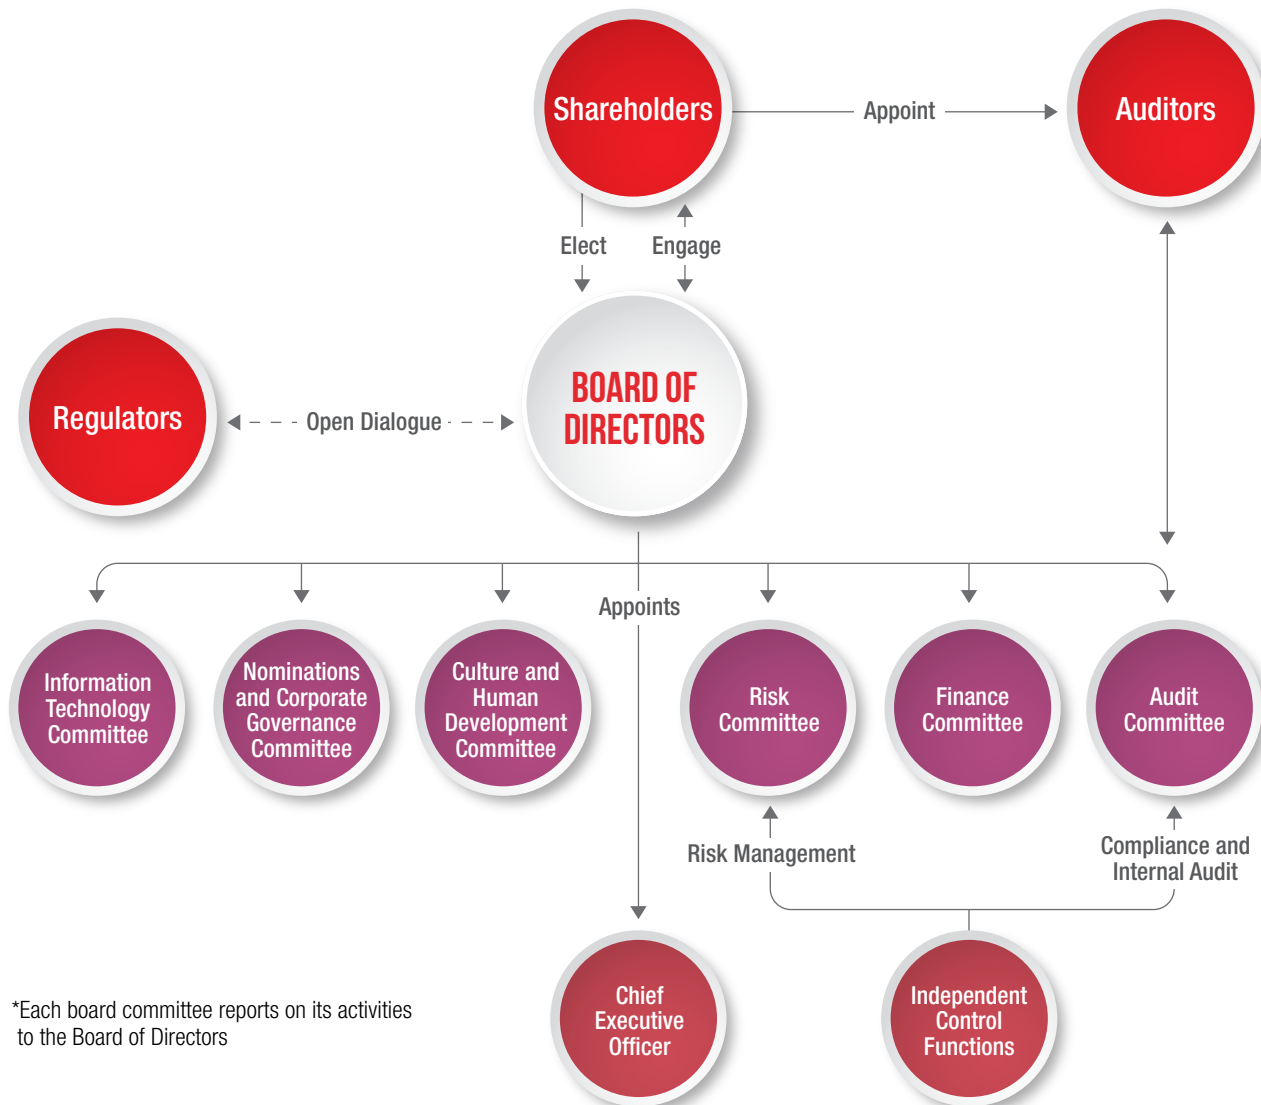 Shareholders
Appoint
Auditors
Elect
Engage
BOARD OF
DIRECTORS
Regulators
Open Dialogue
Appoints
Information
Technology
Committee
Nominations
and Corporate
Governance
Committee
Culture and
Human
Development
Committee
Risk
Committee
Finance
Committee
Audit
Committee
Risk Management
Compliance and
Internal Audit
Chief
Executive
Officer
Independent
Control
Functions
*Each board committee reports on its activities
to the Board of Directors